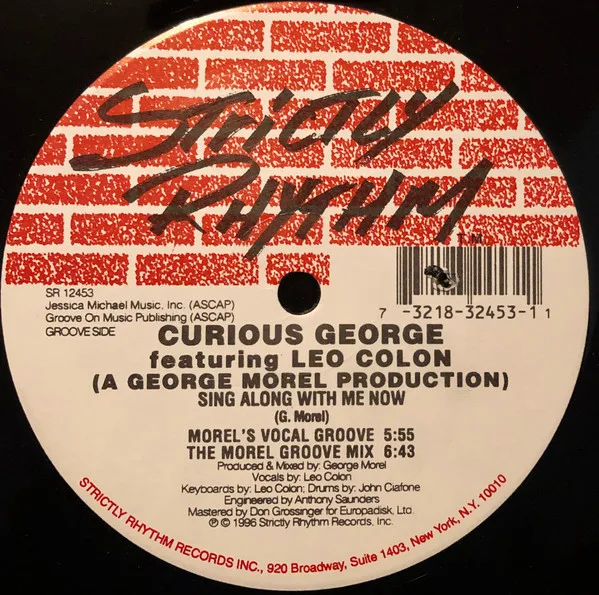 STRICTLY
RHYTHM
TM
SR 12453
Jessica Michael Music, Inc. (ASCAP)
Groove On Music Publishing (ASCAP)
GROOVE SIDE
7 -3218-32453-1 1
CURIOUS GEORGE
featuring LEO COLON
(A GEORGE MOREL PRODUCTION)
SING ALONG WITH ME NOW
(G. Morel)
MOREL'S VOCAL GROOVE 5:55
THE MOREL GROOVE MIX 6:43
Produced & Mixed by: George Morel
Vocals by: Leo Colon
Keyboards by: Leo Colon; Drums by: John Ciafone
Engineered by: Anthony Saunders
Mastered by: Don Grossinger for Europadisk, Ltd.
℗ © 1996 Strictly Rhythm Records, Inc.
STRICTLY RHYTHM RECORDS INC., 920 Broadway, Suite 1403, New York, N.Y. 10010